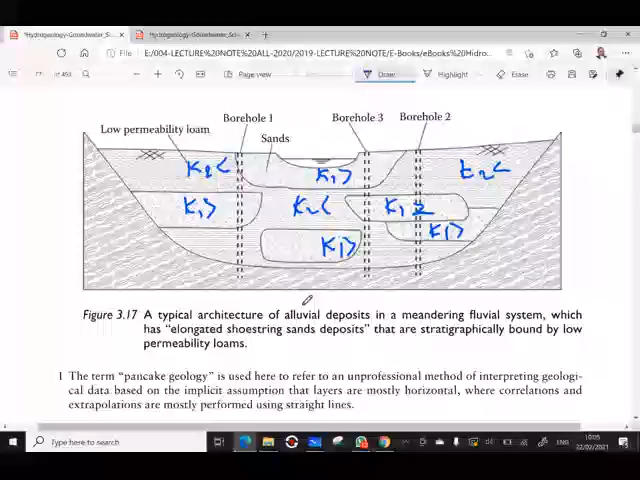 *Hydrogeology-Groundwater_Sc
Hydrogeology-Groundwater_Sci
File
E:/004-LECTURE%20NOTE%20ALL-2020/2019-LECTURE%20NOTE/E-Books/eBooks%20Hidro
of 493
Page view
Draw
Highlight
Erase
Borehole 1
Borehole 3
Borehole 2
Low permeability loam
Sands
K2<
K1>
K2<
K1>
K2<
K1
K1>
K1>
Figure 3.17 A typical architecture of alluvial deposits in a meandering fluvial system, which
has "elongated shoestring sands deposits" that are stratigraphically bound by low
permeability loams.
1 The term "pancake geology" is used here to refer to an unprofessional method of interpreting geologi-
cal data based on the implicit assumption that layers are mostly horizontal, where correlations and
extrapolations are mostly performed using straight lines.
Type here to search
ENG
10:05
22/02/2021